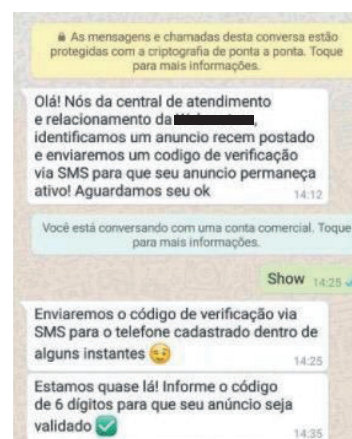 As mensagens e chamadas desta conversa estão
protegidas com a criptografia de ponta a ponta. Toque
para mais informações.
Olá! Nós da central de atendimento
e relacionamento da
identificamos um anuncio recem postado
e enviaremos um codigo de verificação
via SMS para que seu anuncio permaneça
ativo! Aguardamos seu ok
14:12
Você está conversando com uma conta comercial. Toque
para mais informações.
Show 14:25
Enviaremos o código de verificação via
SMS para o telefone cadastrado dentro de
alguns instantes 😉
14:25
Estamos quase lá! Informe o código
de 6 dígitos para que seu anúncio seja
validado ✅
14:35